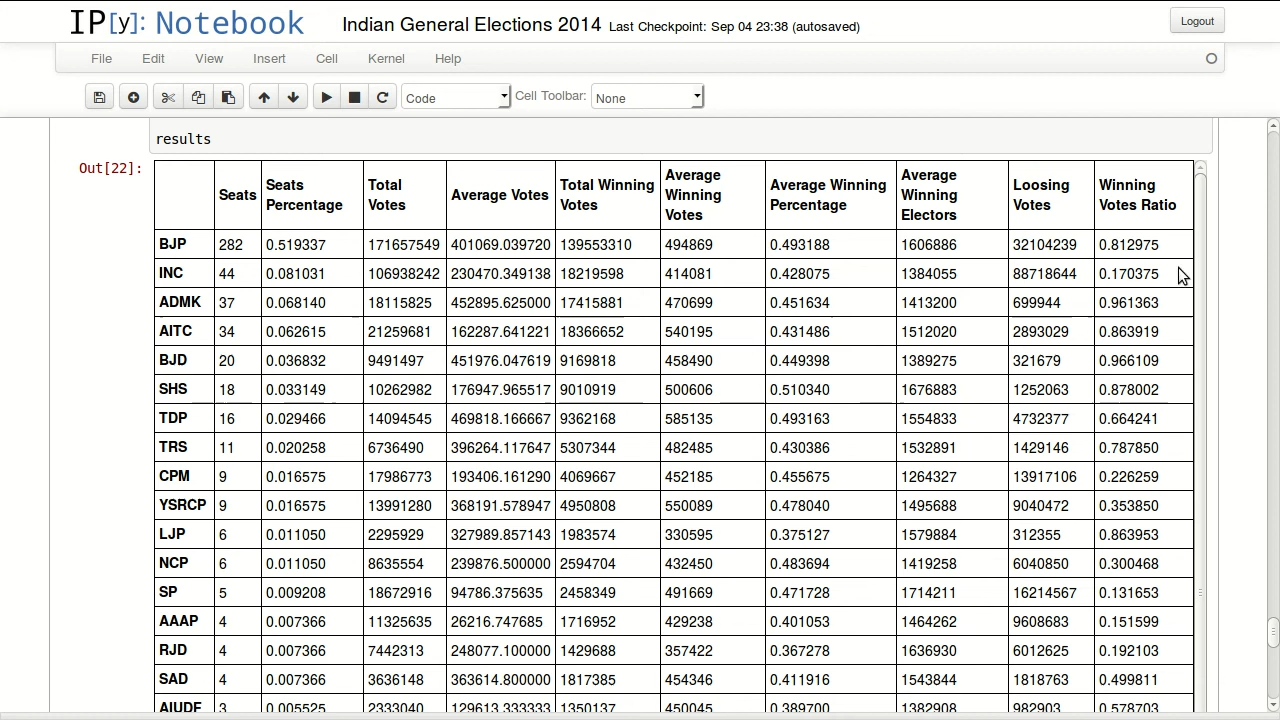 IP[y]: Notebook Indian General Elections 2014 Last Checkpoint: Sep 04 23:38 (autosaved) Logout
File Edit View Insert Cell Kernel Help
Code Cell Toolbar: None
results
Out[22]:
Seats Seats Percentage Total Votes Average Votes Total Winning Votes Average Winning Votes Average Winning Percentage Average Winning Electors Loosing Votes Winning Votes Ratio
BJP 282 0.519337 171657549 401069.039720 139553310 494869 0.493188 1606886 32104239 0.812975
INC 44 0.081031 106938242 230470.349138 18219598 414081 0.428075 1384055 88718644 0.170375
ADMK 37 0.068140 18115825 452895.625000 17415881 470699 0.451634 1413200 699944 0.961363
AITC 34 0.062615 21259681 162287.641221 18366652 540195 0.431486 1512020 2893029 0.863919
BJD 20 0.036832 9491497 451976.047619 9169818 458490 0.449398 1389275 321679 0.966109
SHS 18 0.033149 10262982 176947.965517 9010919 500606 0.510340 1676883 1252063 0.878002
TDP 16 0.029466 14094545 469818.166667 9362168 585135 0.493163 1554833 4732377 0.664241
TRS 11 0.020258 6736490 396264.117647 5307344 482485 0.430386 1532891 1429146 0.787850
CPM 9 0.016575 17986773 193406.161290 4069667 452185 0.455675 1264327 13917106 0.226259
YSRCP 9 0.016575 13991280 368191.578947 4950808 550089 0.478040 1495688 9040472 0.353850
LJP 6 0.011050 2295929 327989.857143 1983574 330595 0.375127 1579884 312355 0.863953
NCP 6 0.011050 8635554 239876.500000 2594704 432450 0.483694 1419258 6040850 0.300468
SP 5 0.009208 18672916 94786.375635 2458349 491669 0.471728 1714211 16214567 0.131653
AAAP 4 0.007366 11325635 26216.747685 1716952 429238 0.401053 1464262 9608683 0.151599
RJD 4 0.007366 7442313 248077.100000 1429688 357422 0.367278 1636930 6012625 0.192103
SAD 4 0.007366 3636148 363614.800000 1817385 454346 0.411916 1543844 1818763 0.499811
AIUDF 3 0.005525 2333040 129613.333333 1350137 450045 0.389700 1382908 982903 0.578703